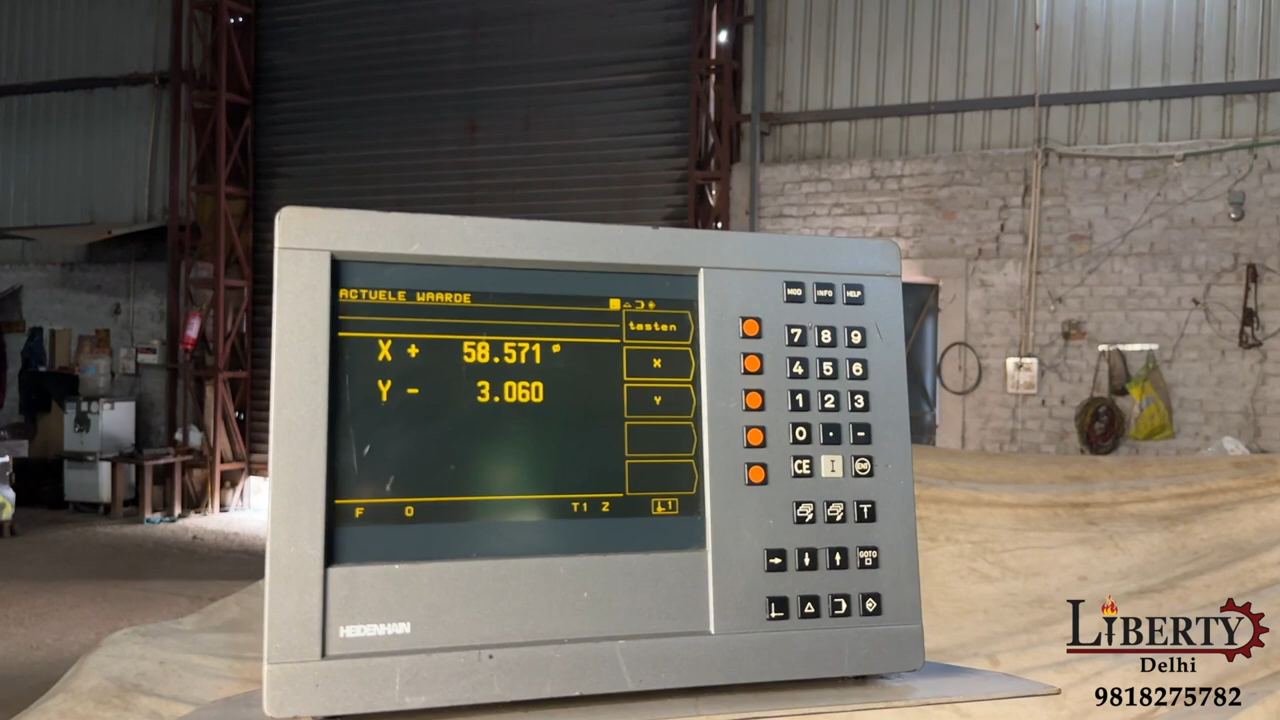 ACTUELE WAARDE
tasten
X + 58.571 ø
X
Y - 3.060
Y
F 0 T1 Z 1
HEIDENHAIN
MOD INFO HELP
7 8 9
4 5 6
1 2 3
0 . -
CE I ENT
GOTO
LIBERTY
Delhi
9818275782